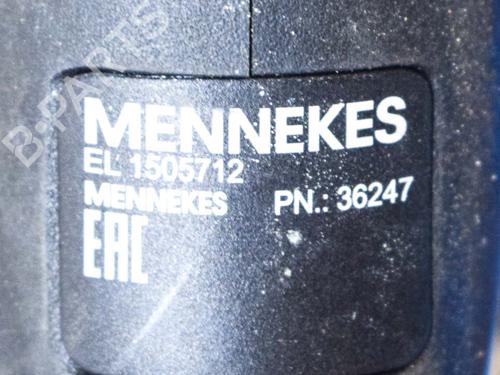 B-PARTS
MENNEKES
EL 1505712
MENNEKES PN.: 36247
EAC